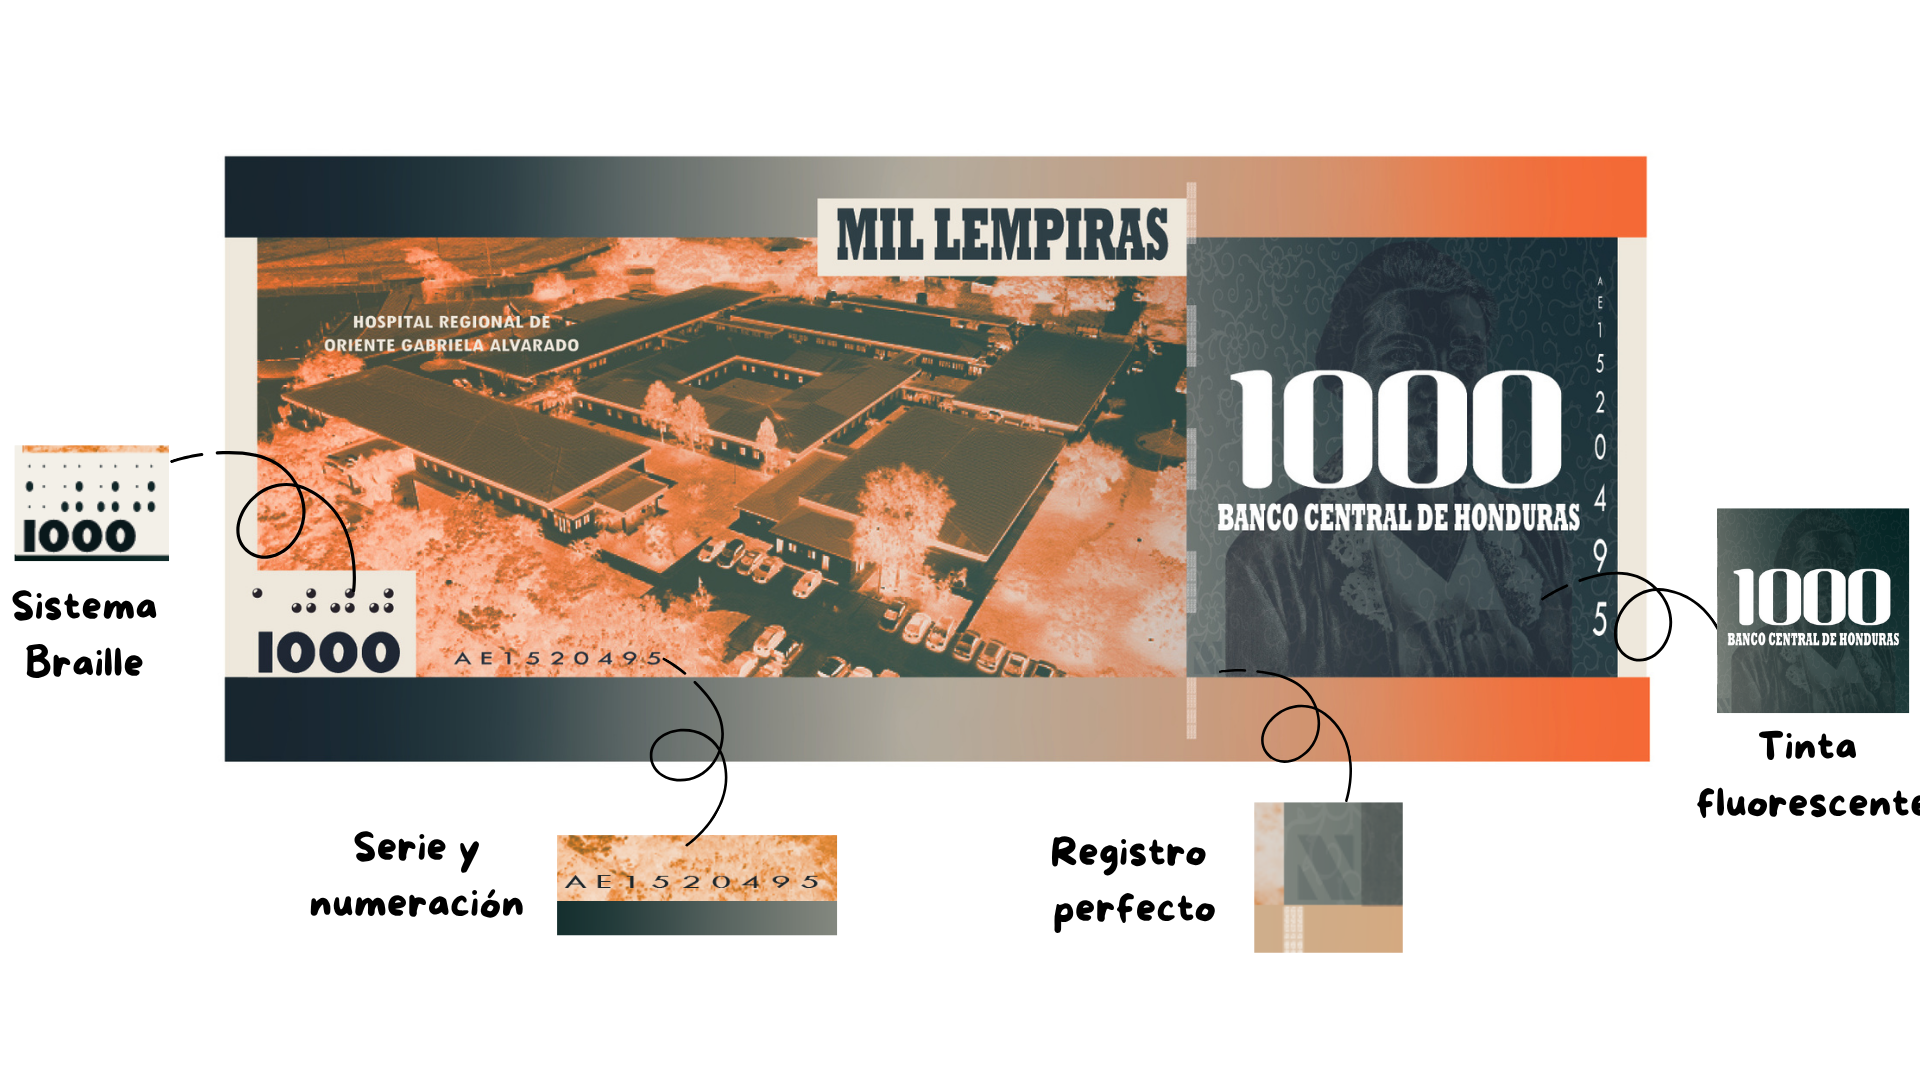 MIL LEMPIRAS
HOSPITAL REGIONAL DE
ORIENTE GABRIELA ALVARADO
1000
BANCO CENTRAL DE HONDURAS
AE1520495
1000
AE1520495
1000
Sistema
Braille
Serie y
numeración
AE1520495
Registro
perfecto
1000
BANCO CENTRAL DE HONDURAS
Tinta
fluorescente